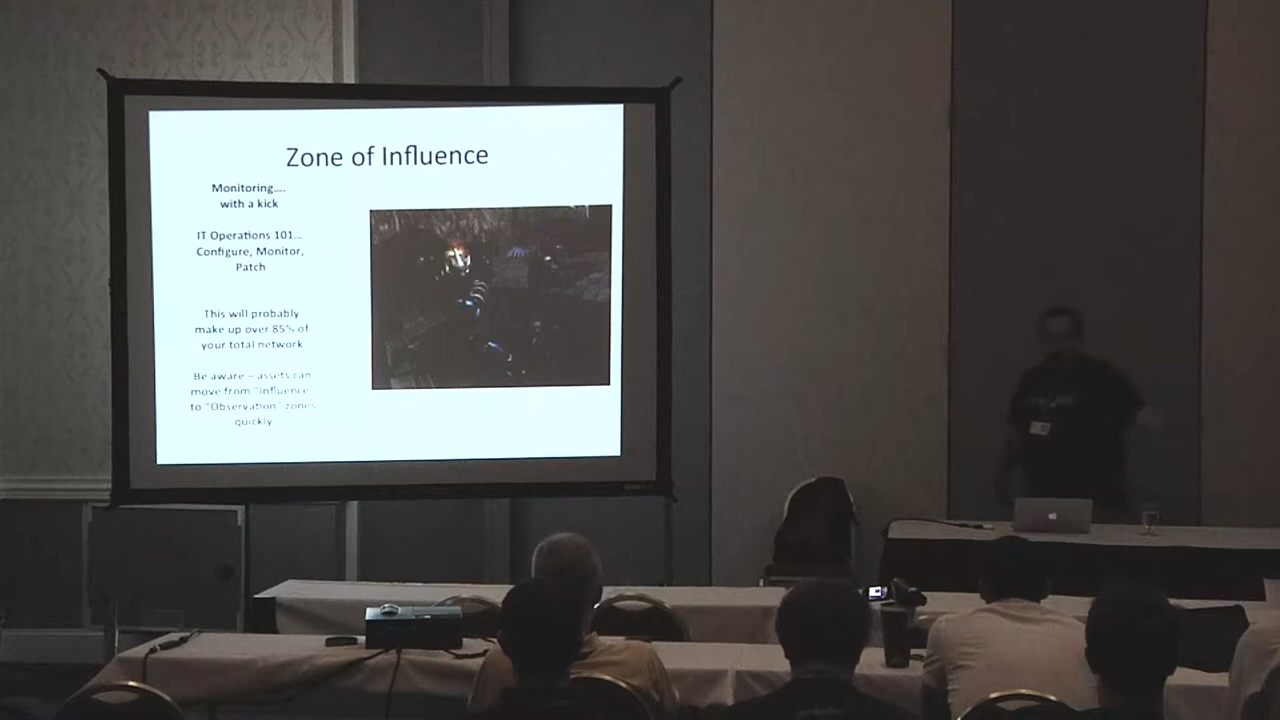 Zone of Influence
Monitoring....
with a kick
IT Operations 101...
Configure, Monitor,
Patch
This will probably
make up over 85% of
your total network
Be aware – assets can
move from "Influence"
to "Observation" zones
quickly